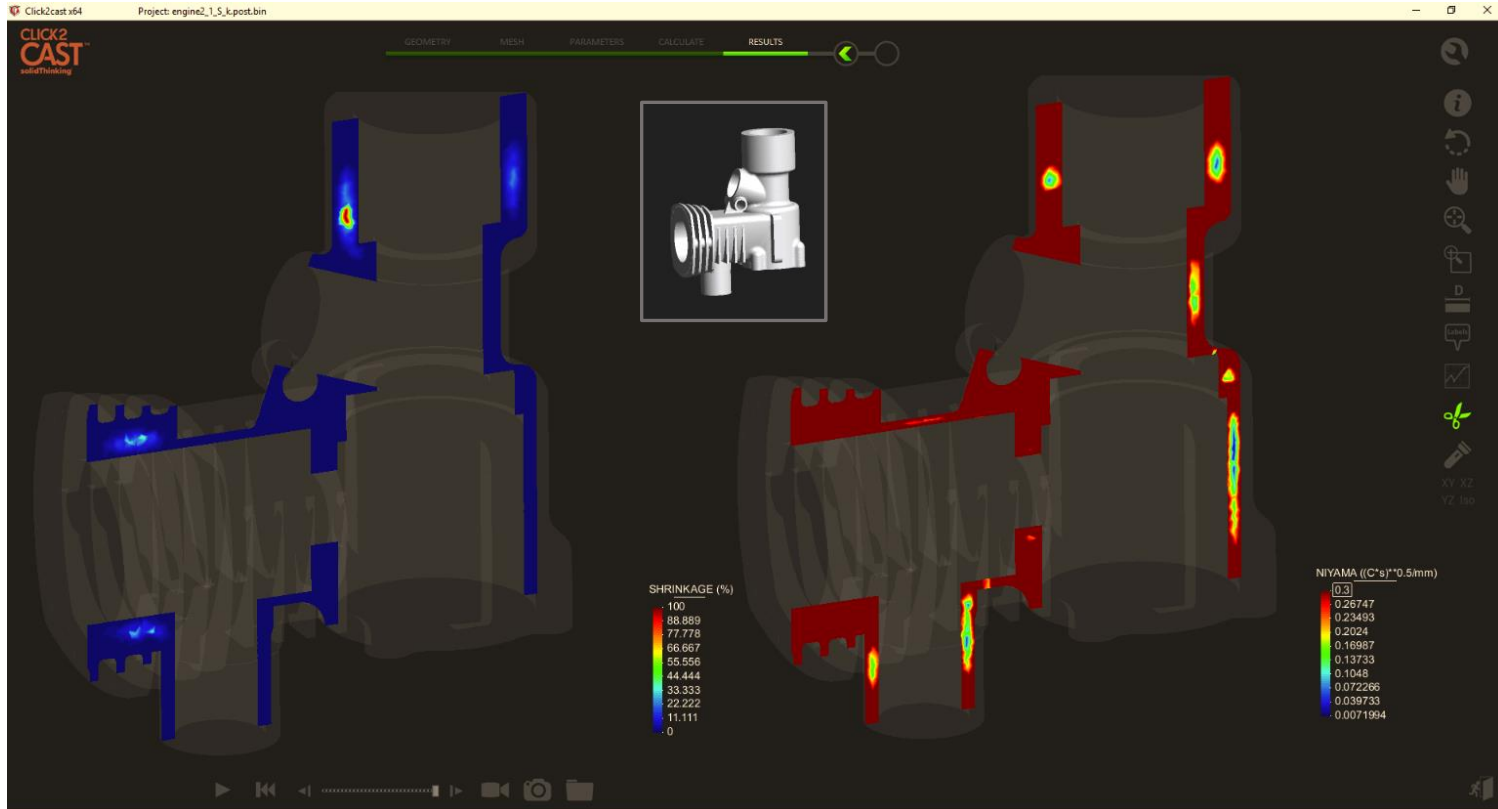 Click2cast x64 Project: engine2_1_S_k.post.bin
CLICK2
CAST™
solidThinking
GEOMETRY MESH PARAMETERS CALCULATE RESULTS
D
Labels
XY XZ
YZ Iso
SHRINKAGE (%)
100
88.889
77.778
66.667
55.556
44.444
33.333
22.222
11.111
0
NIYAMA ((C*s)**0.5/mm)
0.3
0.26747
0.23493
0.2024
0.16987
0.13733
0.1048
0.072266
0.039733
0.0071994